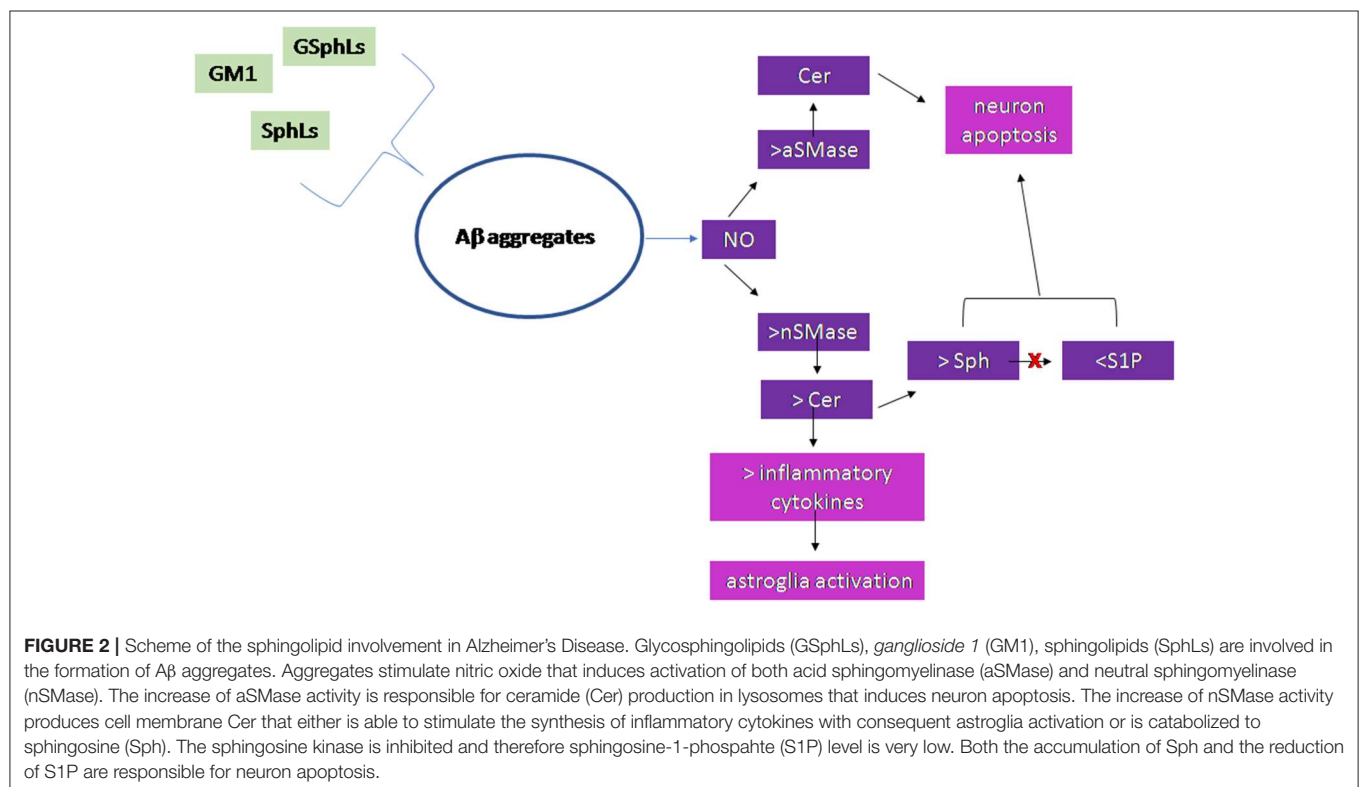 GSphLs
GM1
SphLs
Aβ aggregates
NO
Cer
>aSMase
neuron
apoptosis
>nSMase
> Cer
> Sph
X
<S1P
> inflammatory
cytokines
astroglia activation
FIGURE 2 | Scheme of the sphingolipid involvement in Alzheimer's Disease. Glycosphingolipids (GSphLs), ganglioside 1 (GM1), sphingolipids (SphLs) are involved in
the formation of Aβ aggregates. Aggregates stimulate nitric oxide that induces activation of both acid sphingomyelinase (aSMase) and neutral sphingomyelinase
(nSMase). The increase of aSMase activity is responsible for ceramide (Cer) production in lysosomes that induces neuron apoptosis. The increase of nSMase activity
produces cell membrane Cer that either is able to stimulate the synthesis of inflammatory cytokines with consequent astroglia activation or is catabolized to
sphingosine (Sph). The sphingosine kinase is inhibited and therefore sphingosine-1-phospahte (S1P) level is very low. Both the accumulation of Sph and the reduction
of S1P are responsible for neuron apoptosis.